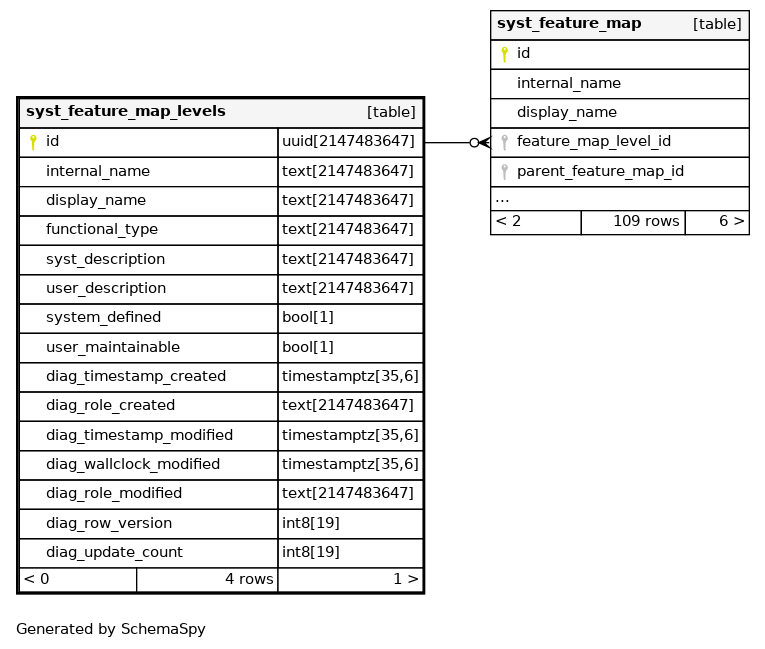 syst_feature_map [table]
id
internal_name
display_name
feature_map_level_id
parent_feature_map_id
...
< 2 109 rows 6 >
syst_feature_map_levels [table]
id uuid[2147483647]
internal_name text[2147483647]
display_name text[2147483647]
functional_type text[2147483647]
syst_description text[2147483647]
user_description text[2147483647]
system_defined bool[1]
user_maintainable bool[1]
diag_timestamp_created timestamptz[35,6]
diag_role_created text[2147483647]
diag_timestamp_modified timestamptz[35,6]
diag_wallclock_modified timestamptz[35,6]
diag_role_modified text[2147483647]
diag_row_version int8[19]
diag_update_count int8[19]
< 0 4 rows 1 >
Generated by SchemaSpy